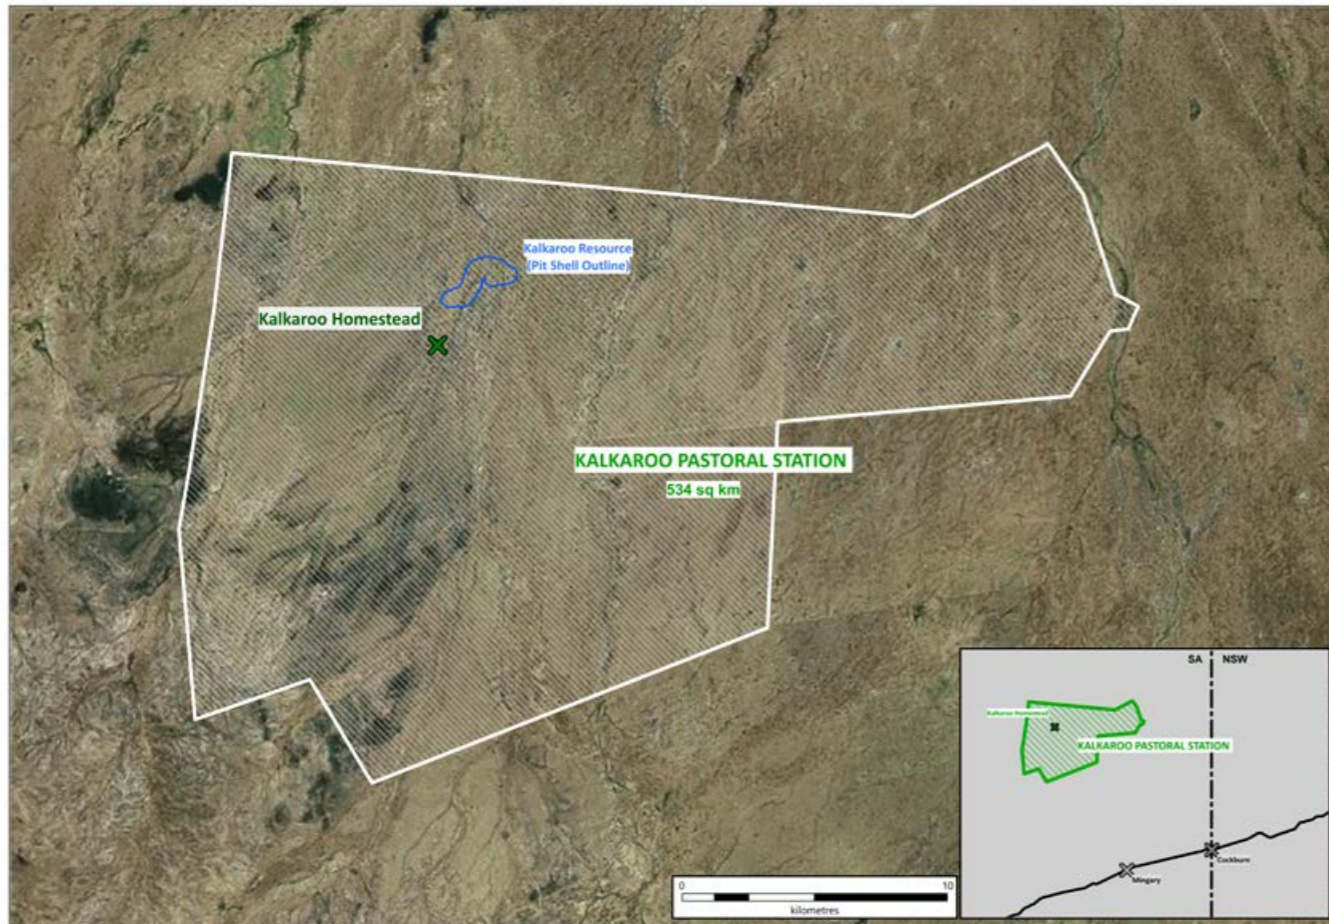 Kalkaroo Resource
(Pit Shell Outline)
Kalkaroo Homestead
KALKAROO PASTORAL STATION
534 sq km
SA NSW
Kalkaroo Homestead
KALKAROO PASTORAL STATION
Cockburn
Mingary
0 10
kilometres